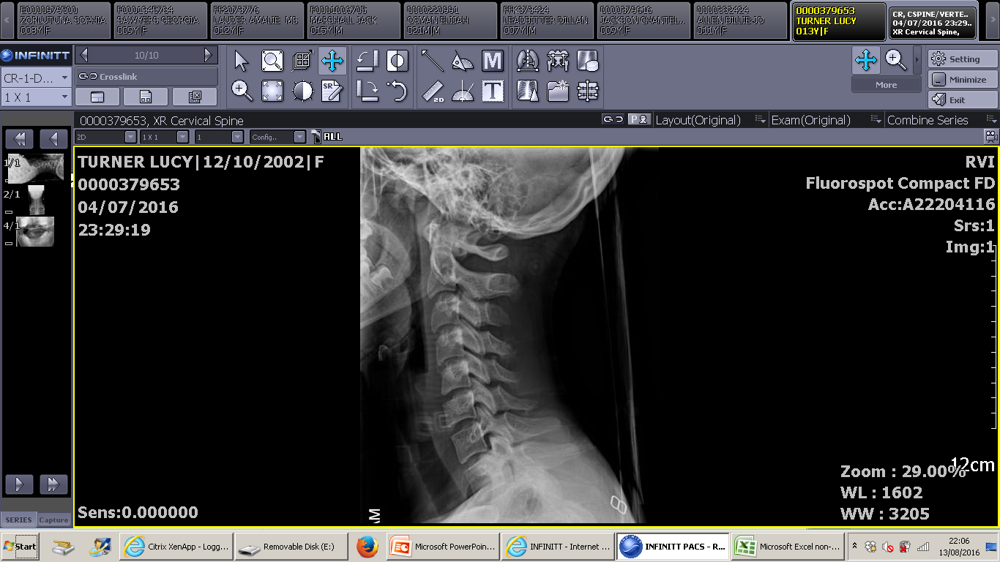 E0000979500
ZORLUTUNA SOPHIA
008Y|F
F0001345784
SAWYERS GEORGIA
009Y|F
FF2073776
LAUDER AMALIE MS
012Y|F
F0001006705
MARSHALL JACK
015Y|M
0000220991
OSMAN ELIJAH
021M|M
FFK373424
LEADBITTER DILLAN
007Y|M
0000379616
JACKSON CHANTEL..
009Y|F
0000382424
ALLEN BILLIE-JO
011Y|F
0000379653
TURNER LUCY
013Y|F
CR, CSPINE/VERTE..
04/07/2016 23:29..
XR Cervical Spine,
INFINITT
10/10
CR-1-D...
Crosslink
1 X 1
M
SR
2D
T
More
Setting
Minimize
Exit
0000379653, XR Cervical Spine
P
Layout(Original)
Exam(Original)
Combine Series
2D
1 X 1
1
Config..
ALL
1/1
2/1
4/1
TURNER LUCY|12/10/2002|F
0000379653
04/07/2016
23:29:19
RVI
Fluorospot Compact FD
Acc:A22204116
Srs:1
Img:1
12cm
Zoom : 29.00%
WL : 1602
WW : 3205
Sens:0.000000
SERIES
Capture
Start
Citrix XenApp - Logg...
Removable Disk (E:)
Microsoft PowerPoin...
INFINITT - Internet ...
INFINITT PACS - R...
Microsoft Excel non-...
22:06
13/08/2016